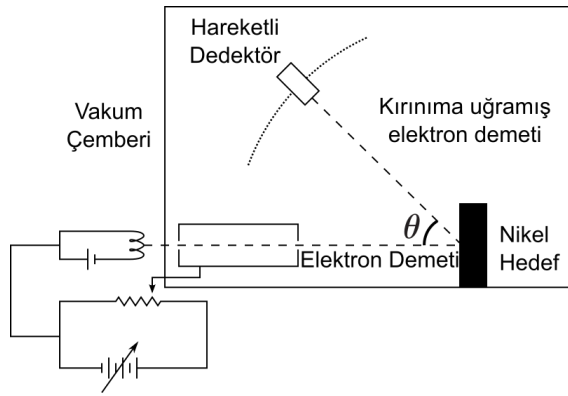 Hareketli
Dedektör
Vakum
Çemberi
Kırınıma uğramış
elektron demeti
θ
Nikel
Hedef
Elektron Demeti